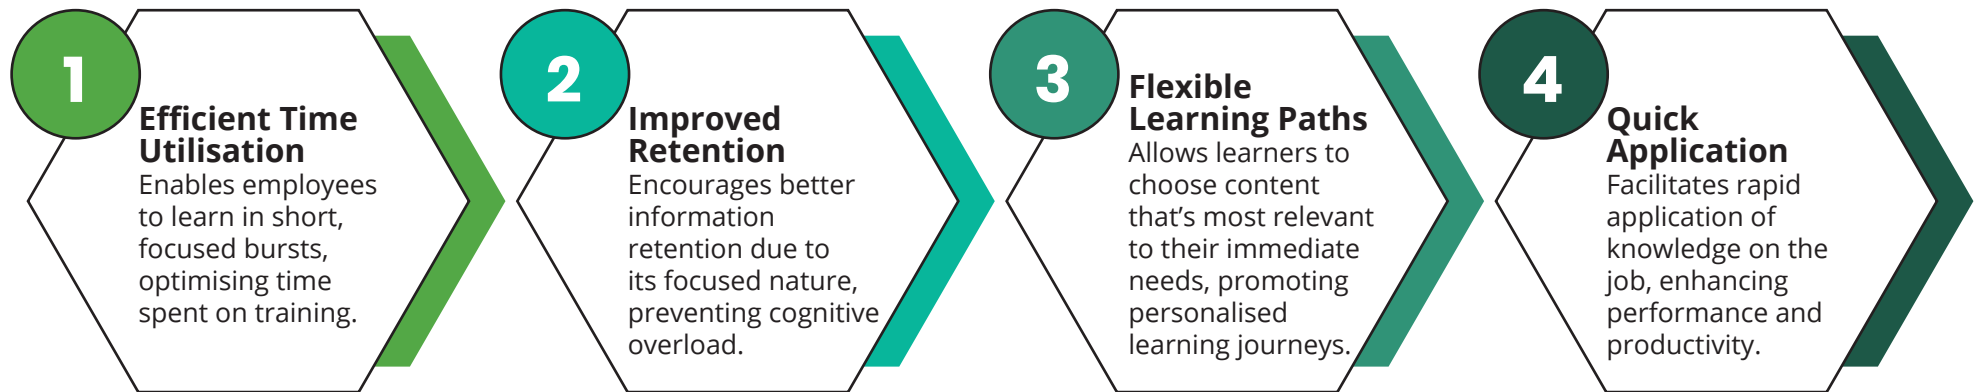 1
Efficient Time
Utilisation
Enables employees
to learn in short,
focused bursts,
optimising time
spent on training.
2
Improved
Retention
Encourages better
information
retention due to
its focused nature,
preventing cognitive
overload.
3
Flexible
Learning Paths
Allows learners to
choose content
that’s most relevant
to their immediate
needs, promoting
personalised
learning journeys.
4
Quick
Application
Facilitates rapid
application of
knowledge on the
job, enhancing
performance and
productivity.